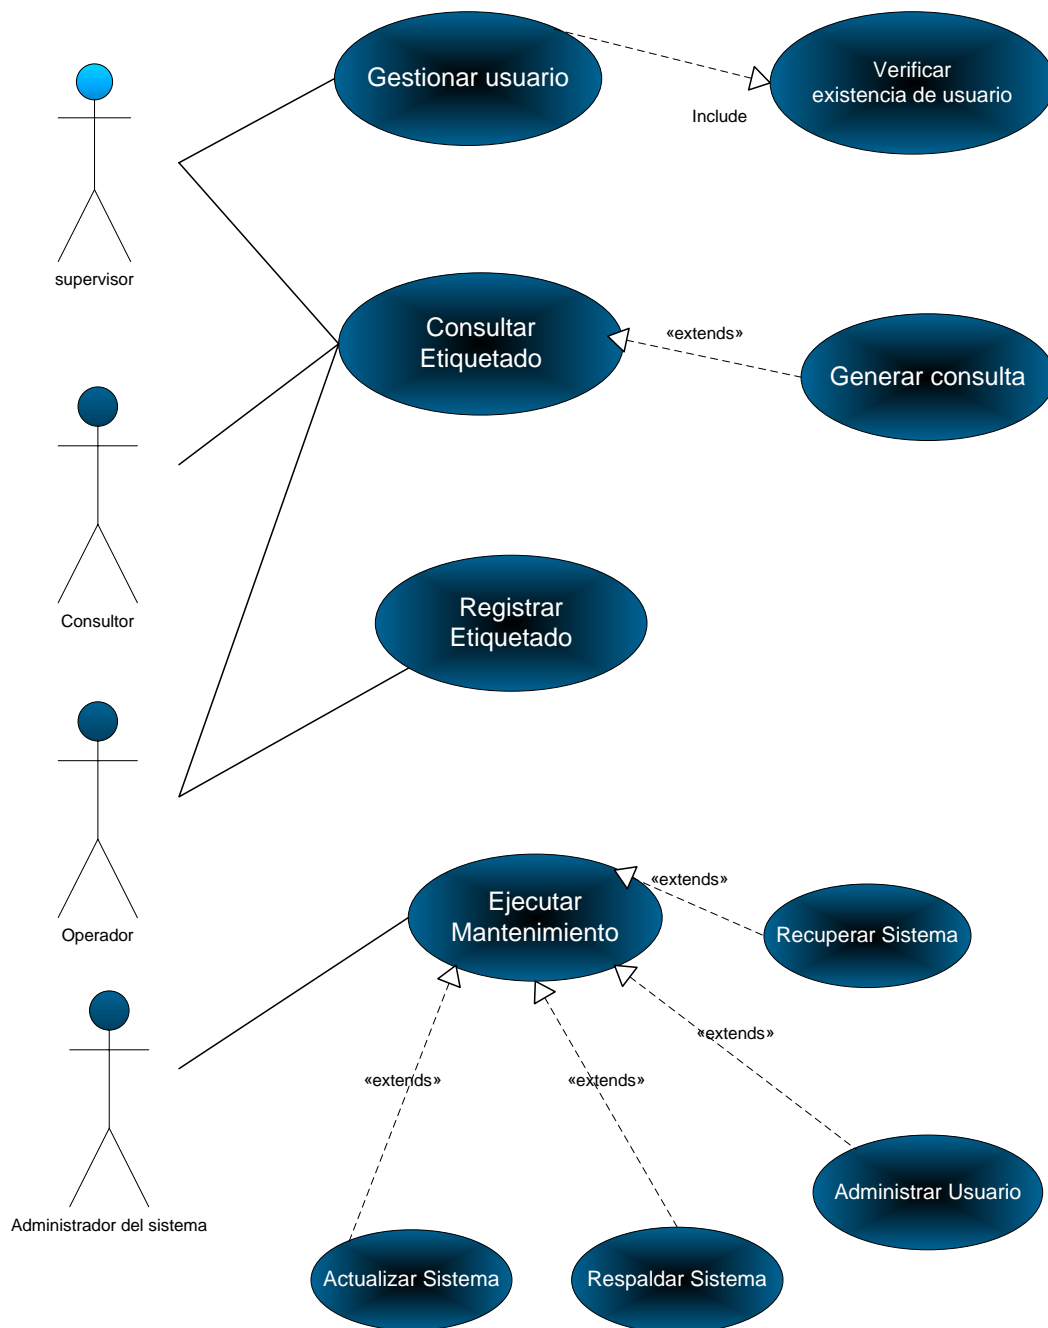 Gestionar usuario
Verificar
existencia de usuario
Include
supervisor
Consultar
Etiquetado
«extends»
Generar consulta
Consultor
Registrar
Etiquetado
Operador
Ejecutar
Mantenimiento
«extends»
Recuperar Sistema
«extends»
«extends»
«extends»
Administrar Usuario
Administrador del sistema
Actualizar Sistema
Respaldar Sistema